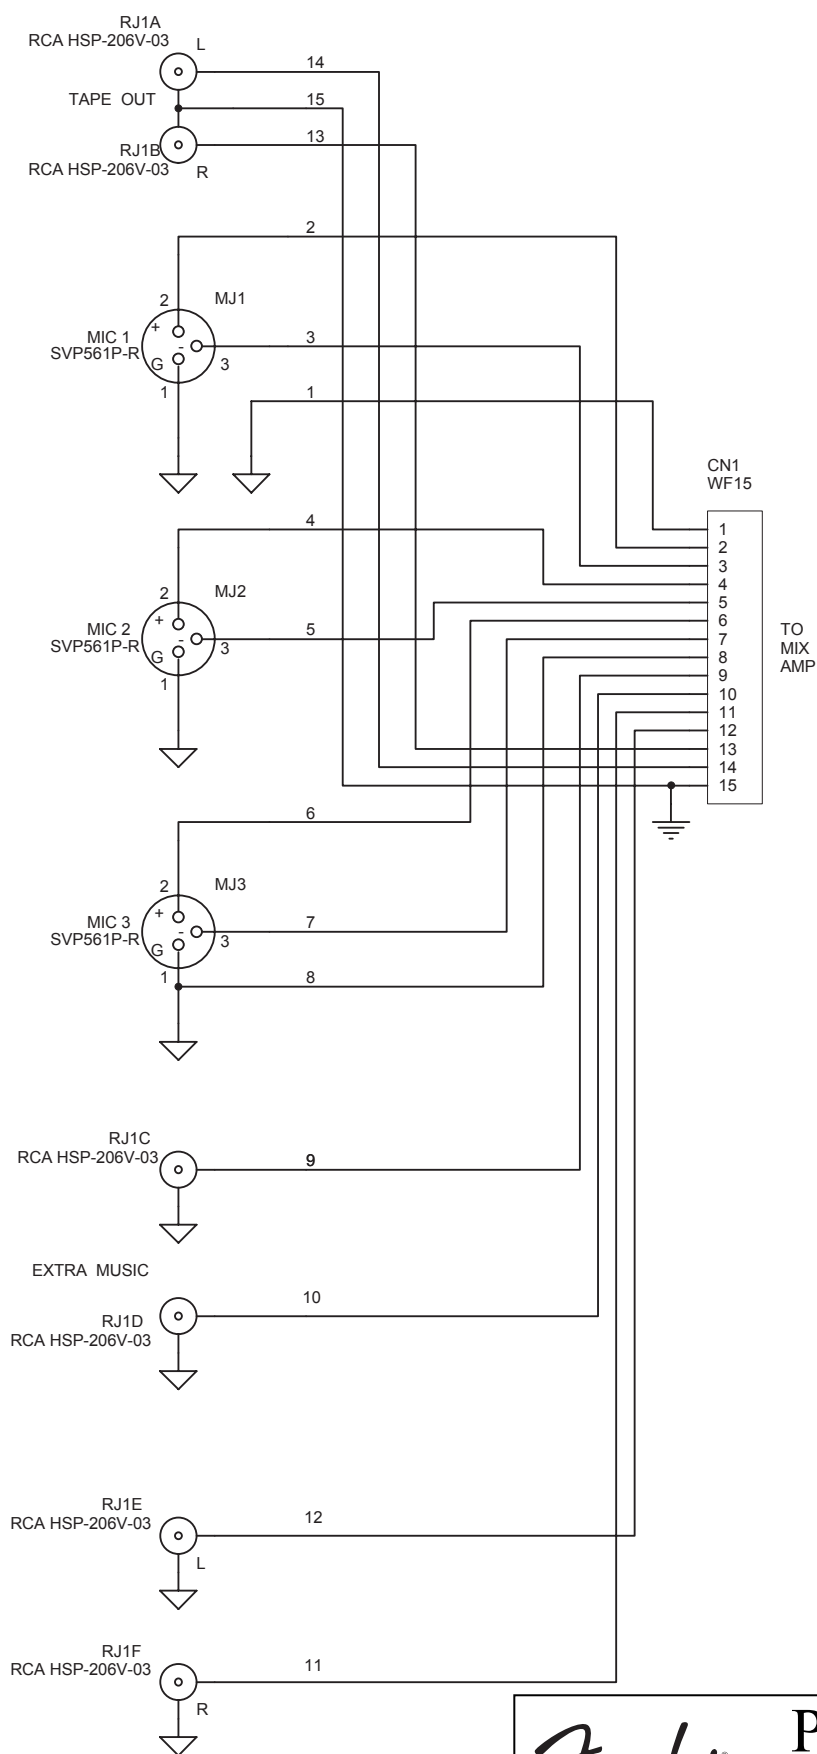 RJ1A
RCA HSP-206V-03
L
14
TAPE OUT
15
13
RJ1B
RCA HSP-206V-03
R
2
2
MJ1
+
MIC 1
SVP561P-R
-
G
3
3
1
1
CN1
WF15
4
2
MJ2
+
MIC 2
SVP561P-R
-
G
5
3
1
1
2
3
4
5
6
7
8
9
10
11
12
13
14
15
TO
MIX
AMP
6
2
MJ3
+
MIC 3
SVP561P-R
-
G
7
3
1
8
RJ1C
RCA HSP-206V-03
9
EXTRA MUSIC
10
RJ1D
RCA HSP-206V-03
RJ1E
RCA HSP-206V-03
12
L
RJ1F
RCA HSP-206V-03
11
R
P